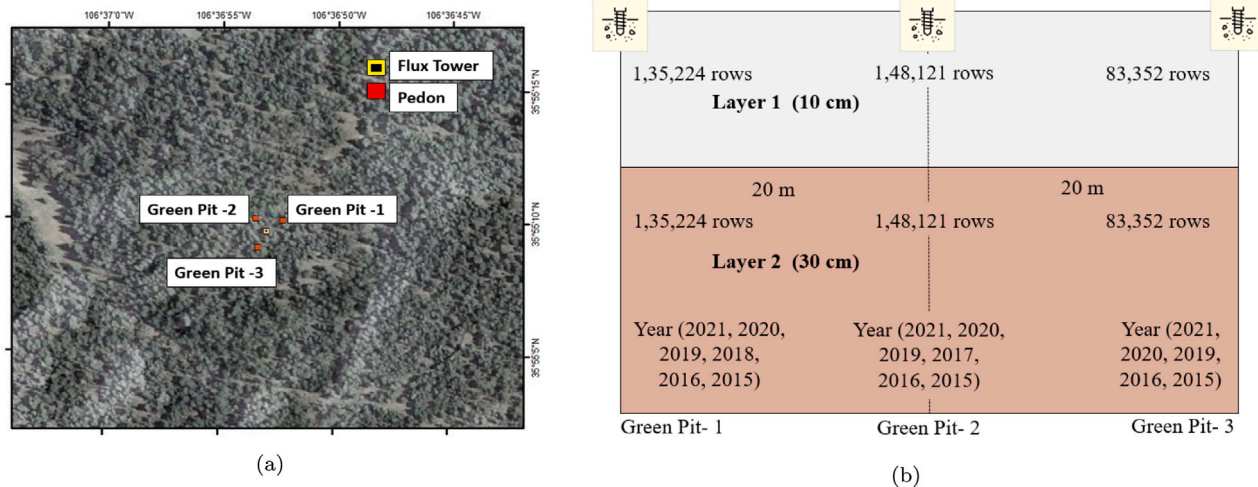 106°37'0"W 106°36'55"W 106°36'50"W 106°36'45"W
Flux Tower
Pedon
35°55'15"N
Green Pit -2
Green Pit -1
35°55'10"N
Green Pit -3
35°55'5"N
(a)
1,35,224 rows 1,48,121 rows 83,352 rows
Layer 1 (10 cm)
20 m 20 m
1,35,224 rows 1,48,121 rows 83,352 rows
Layer 2 (30 cm)
Year (2021, 2020,
2019, 2018,
2016, 2015)
Year (2021, 2020,
2019, 2017,
2016, 2015)
Year (2021,
2020, 2019,
2016, 2015)
Green Pit- 1 Green Pit- 2 Green Pit- 3
(b)